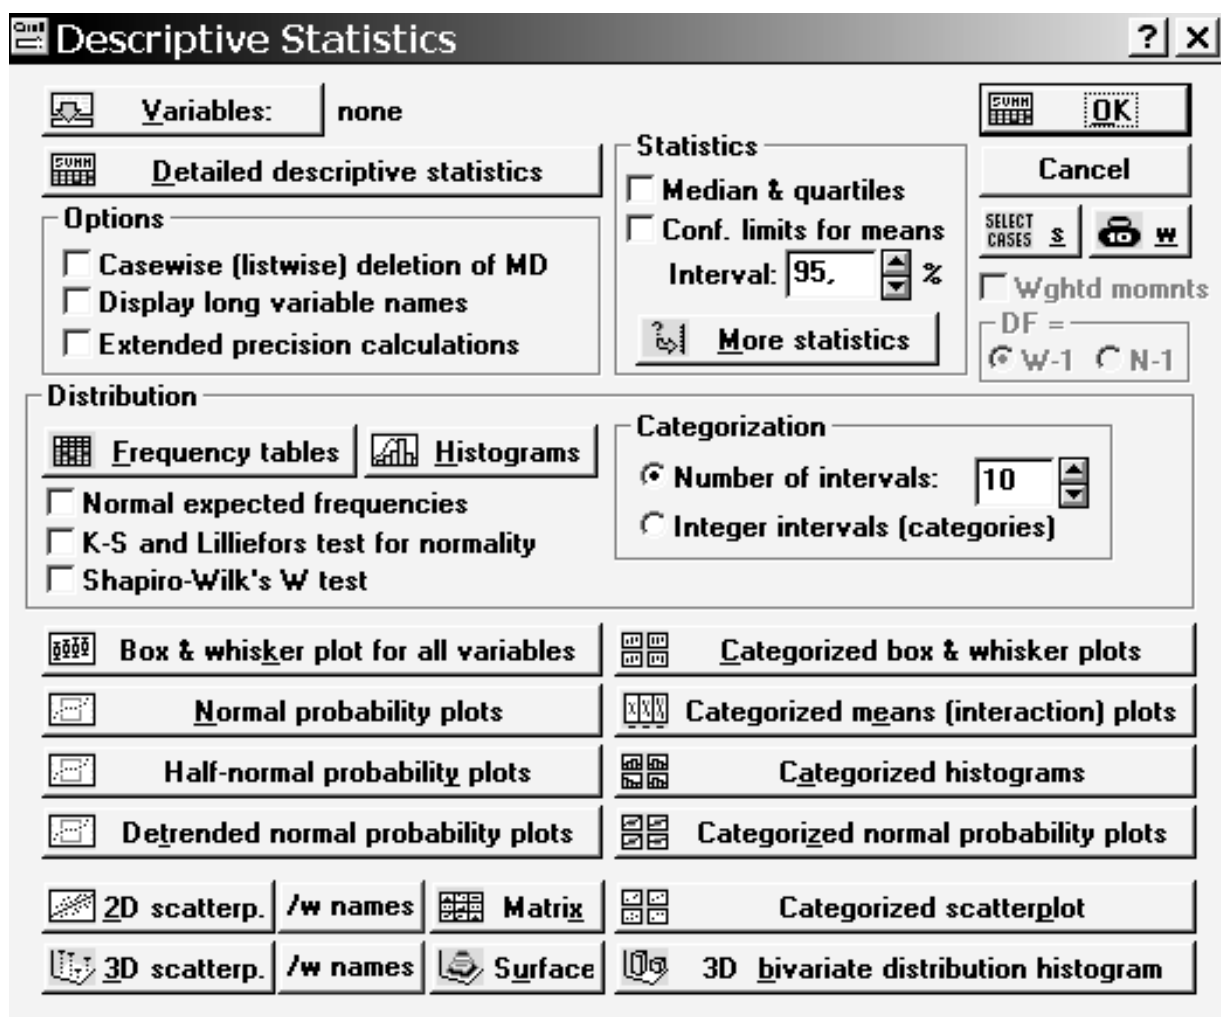 Descriptive Statistics
Variables: none
OK
Detailed descriptive statistics
Cancel
Statistics
Median & quartiles
Conf. limits for means
Interval: 95, %
More statistics
SELECT CASES S
10 W
Wghtd momnts
DF =
W-1 N-1
Options
Casewise (listwise) deletion of MD
Display long variable names
Extended precision calculations
Distribution
Frequency tables Histograms
Normal expected frequencies
K-S and Lilliefors test for normality
Shapiro-Wilk's W test
Categorization
Number of intervals: 10
Integer intervals (categories)
Box & whisker plot for all variables
Categorized box & whisker plots
Normal probability plots
Categorized means (interaction) plots
Half-normal probability plots
Categorized histograms
Detrended normal probability plots
Categorized normal probability plots
2D scatterp. /w names Matrix
Categorized scatterplot
3D scatterp. /w names Surface
3D bivariate distribution histogram